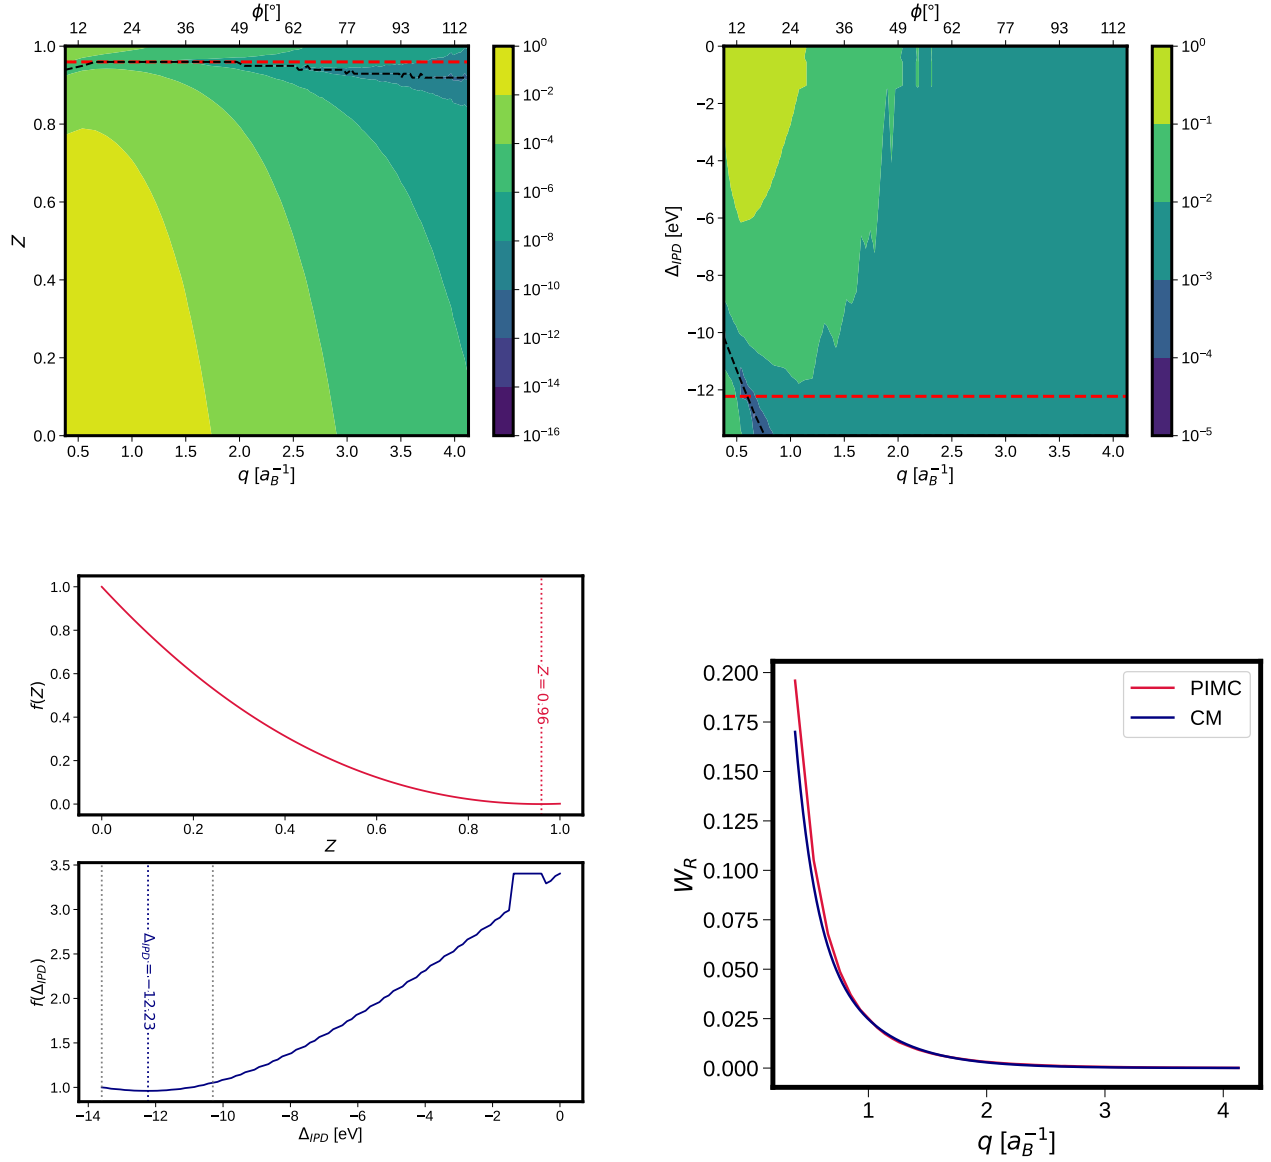 ϕ[°]
12 24 36 49 62 77 93 112
1.0
0.8
0.6
0.4
0.2
0.0
Z
0.5 1.0 1.5 2.0 2.5 3.0 3.5 4.0
q [a_B^{-1}]
10^0
10^{-2}
10^{-4}
10^{-6}
10^{-8}
10^{-10}
10^{-12}
10^{-14}
10^{-16}
ϕ[°]
12 24 36 49 62 77 93 112
0
−2
−4
−6
−8
−10
−12
Δ_{IPD} [eV]
0.5 1.0 1.5 2.0 2.5 3.0 3.5 4.0
q [a_B^{-1}]
10^0
10^{-1}
10^{-2}
10^{-3}
10^{-4}
10^{-5}
1.0
0.8
0.6
0.4
0.2
0.0
f(Z)
Z = 0.96
0.0 0.2 0.4 0.6 0.8 1.0
Z
3.5
3.0
2.5
2.0
1.5
1.0
f(Δ_{IPD})
Δ_{IPD} = −12.23
−14 −12 −10 −8 −6 −4 −2 0
Δ_{IPD} [eV]
0.200
0.175
0.150
0.125
0.100
0.075
0.050
0.025
0.000
W_R
PIMC
CM
1 2 3 4
q [a_B^{-1}]